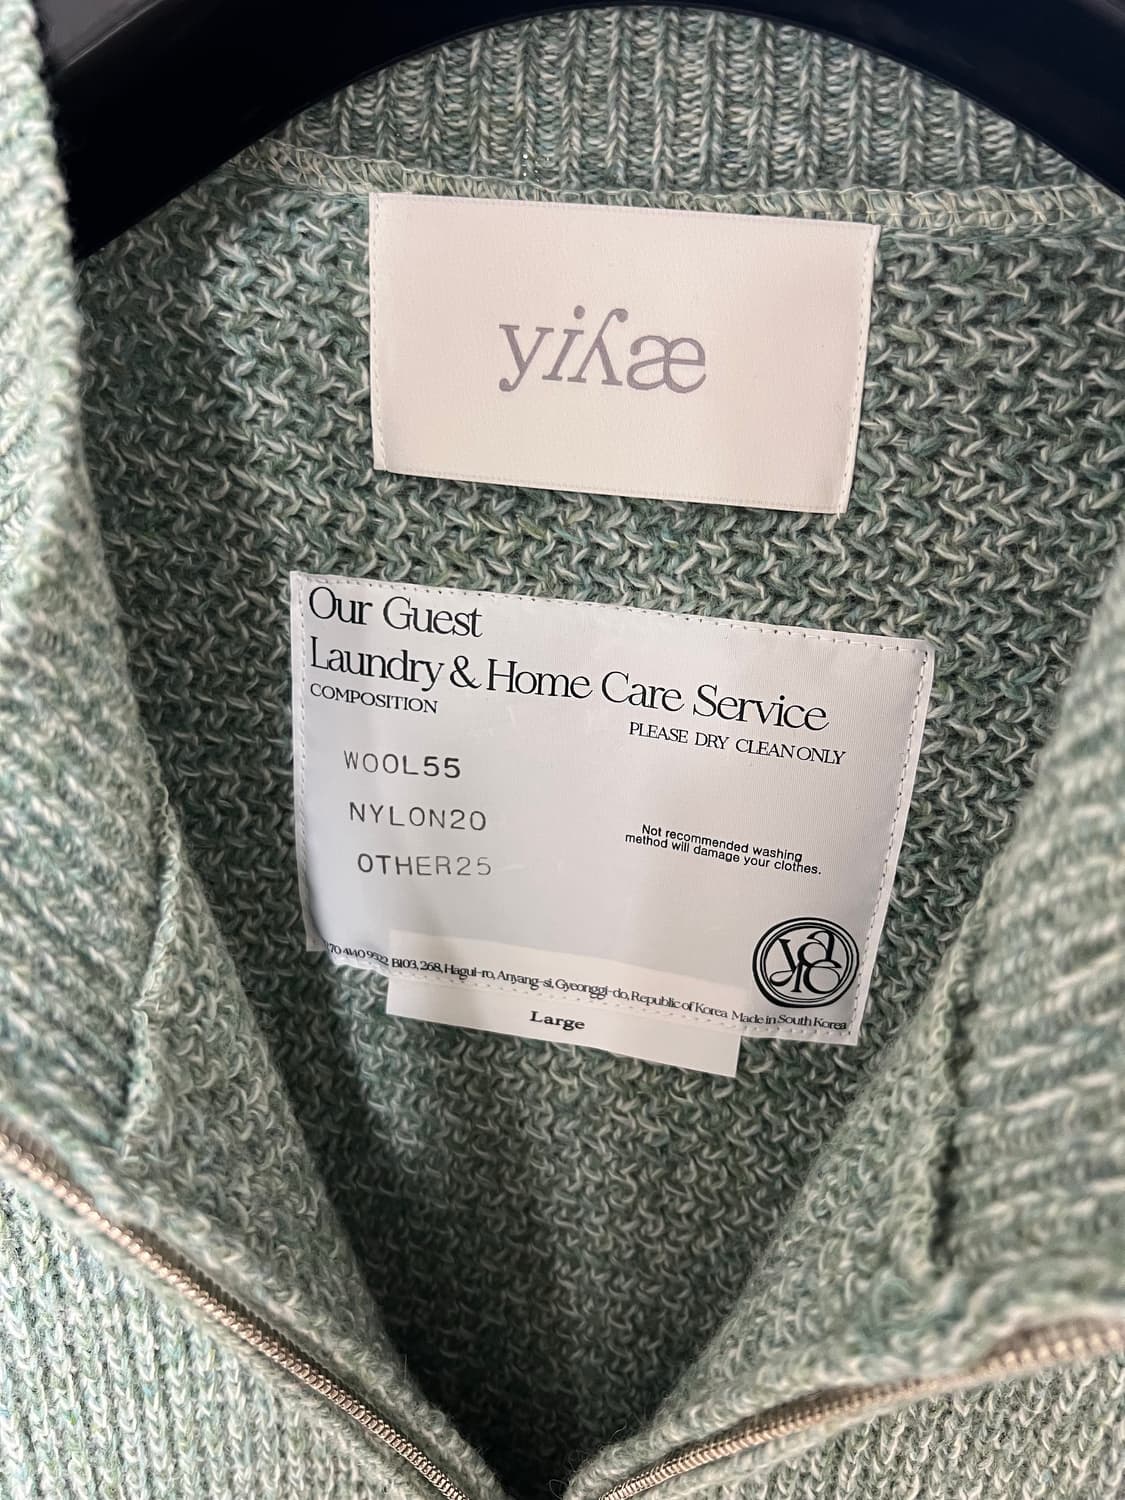 yiʎæ
Our Guest
Laundry & Home Care Service
COMPOSITION
PLEASE DRY CLEAN ONLY
WOOL55
NYLON20
OTHER25
Not recommended washing
method will damage your clothes.
B103, 268, Hagui-ro, Anyang-si, Gyeonggi-do, Republic of Korea Made in South Korea
Large